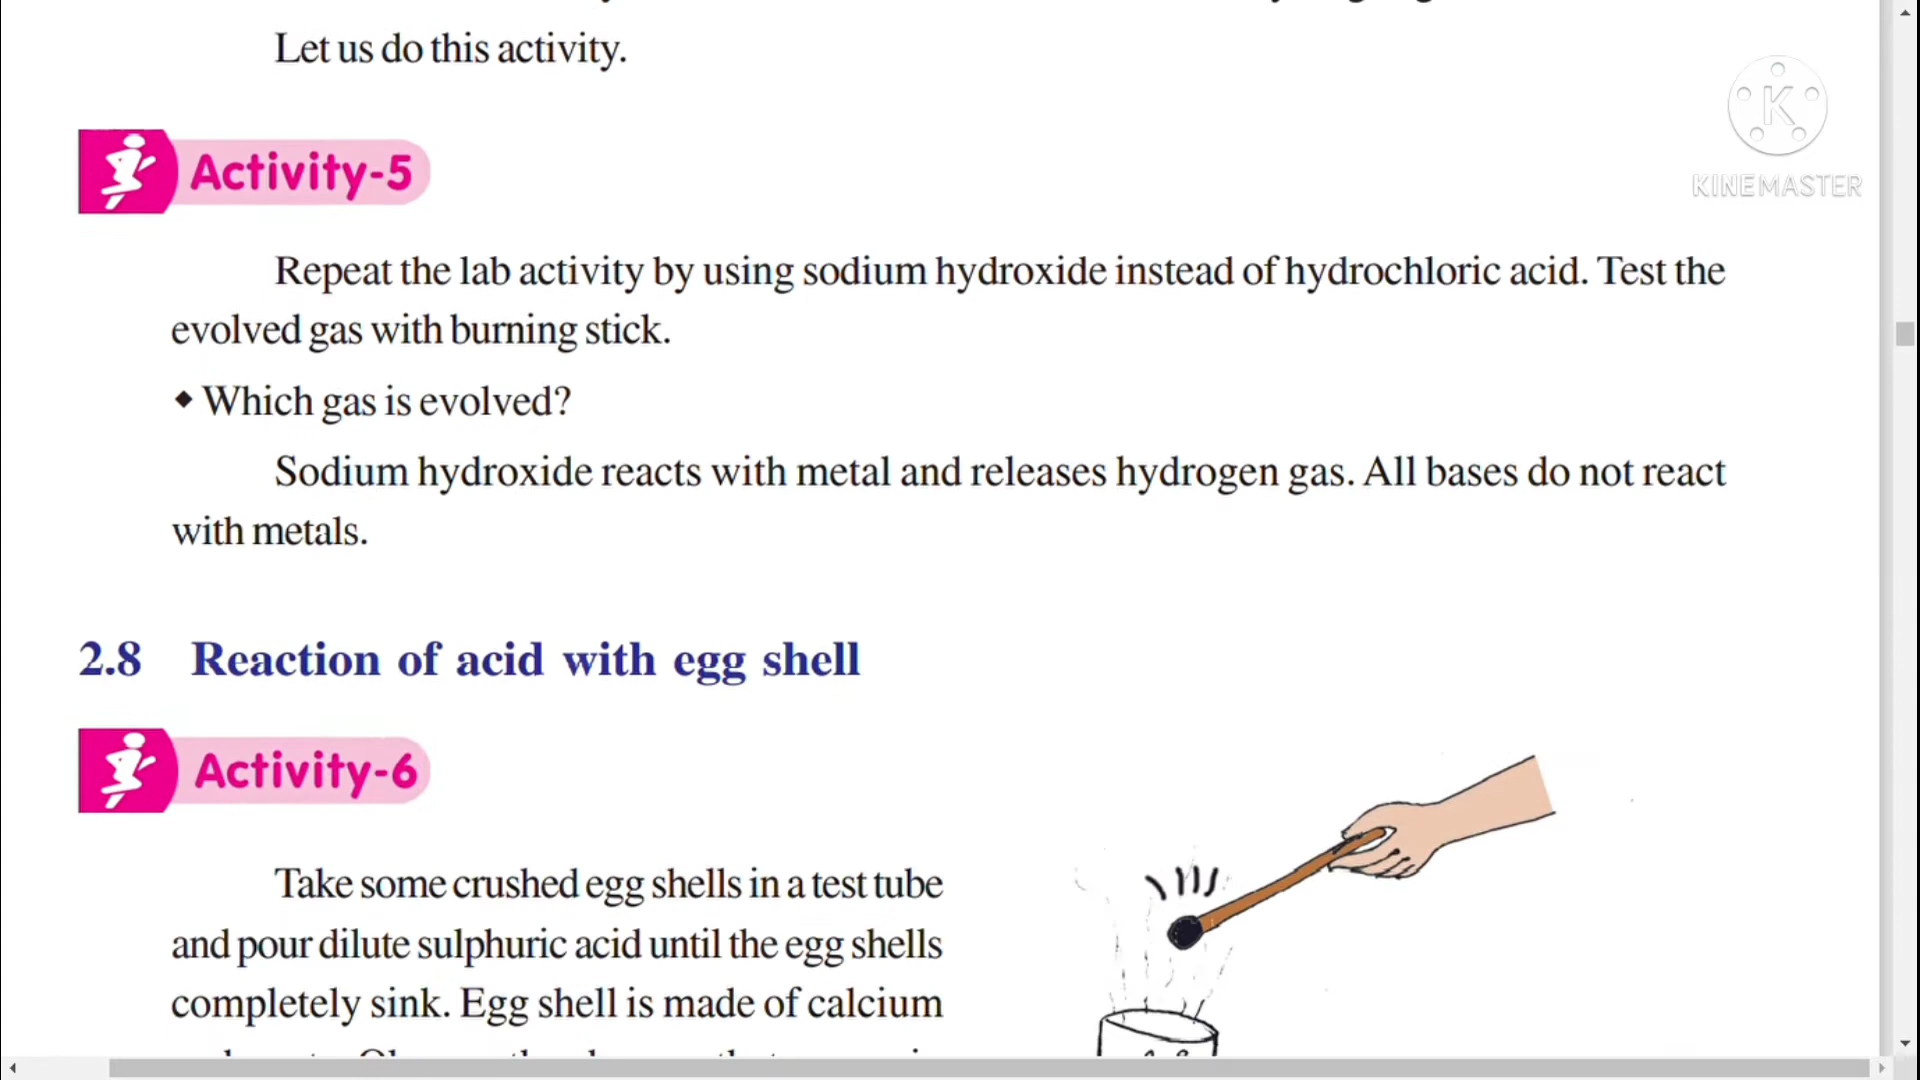 Let us do this activity.
K
KINEMASTER
Activity-5
Repeat the lab activity by using sodium hydroxide instead of hydrochloric acid. Test the
evolved gas with burning stick.
◆ Which gas is evolved?
Sodium hydroxide reacts with metal and releases hydrogen gas. All bases do not react
with metals.
2.8 Reaction of acid with egg shell
Activity-6
Take some crushed egg shells in a test tube
and pour dilute sulphuric acid until the egg shells
completely sink. Egg shell is made of calcium